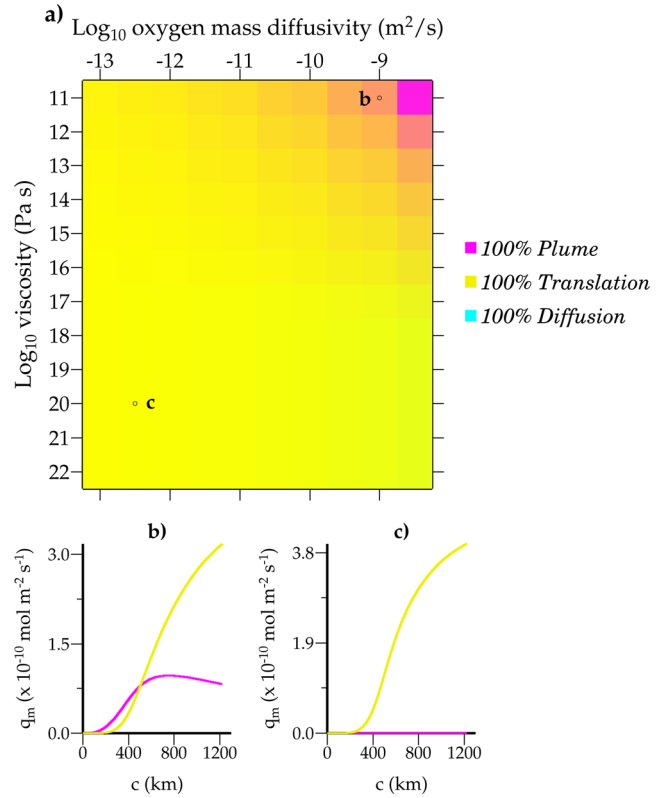 a)
Log10 oxygen mass diffusivity (m2/s)
-13 -12 -11 -10 -9
Log10 viscosity (Pa s)
11
12
13
14
15
16
17
18
19
20
21
22
b
c
100% Plume
100% Translation
100% Diffusion
b)
qm (x 10-10 mol m-2 s-1)
3.0
1.5
0.0
0 400 800 1200
c (km)
c)
qm (x 10-10 mol m-2 s-1)
3.8
1.9
0.0
0 400 800 1200
c (km)